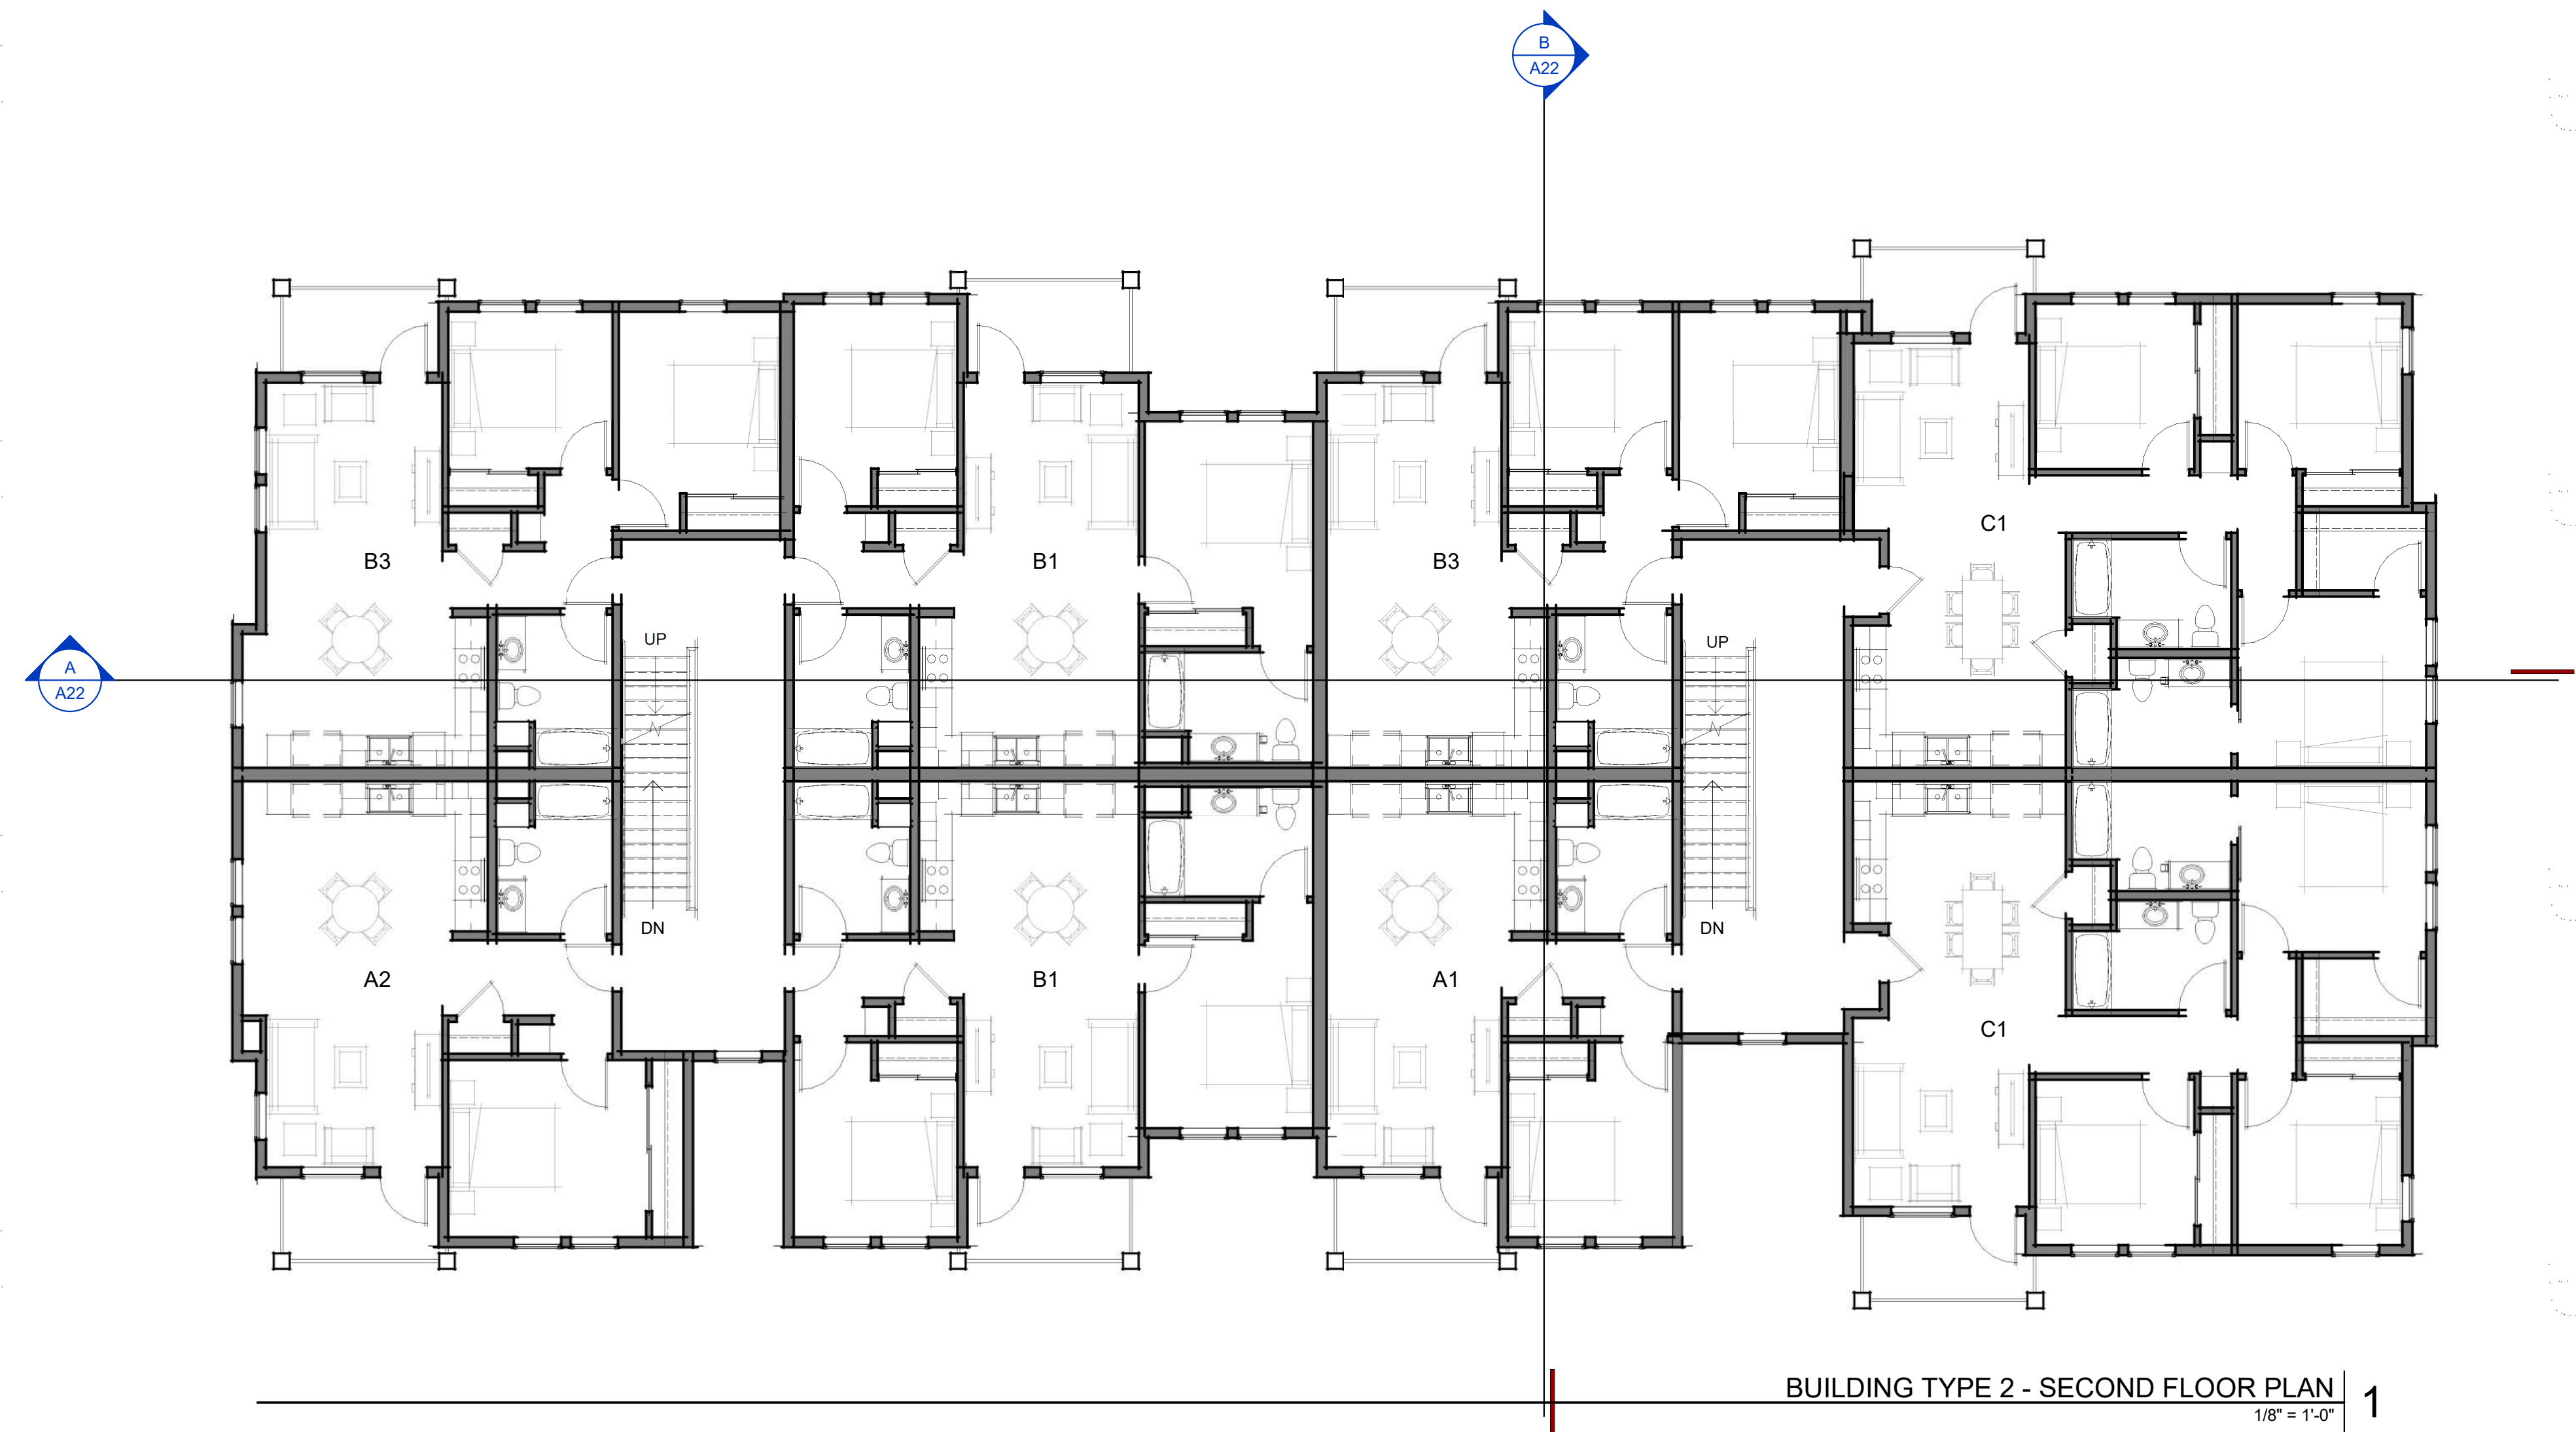 B
A22
C1
B3
B1
B3
UP
UP
A
A22
DN
DN
A2
B1
A1
C1
BUILDING TYPE 2 - SECOND FLOOR PLAN
1
1/8" = 1'-0"